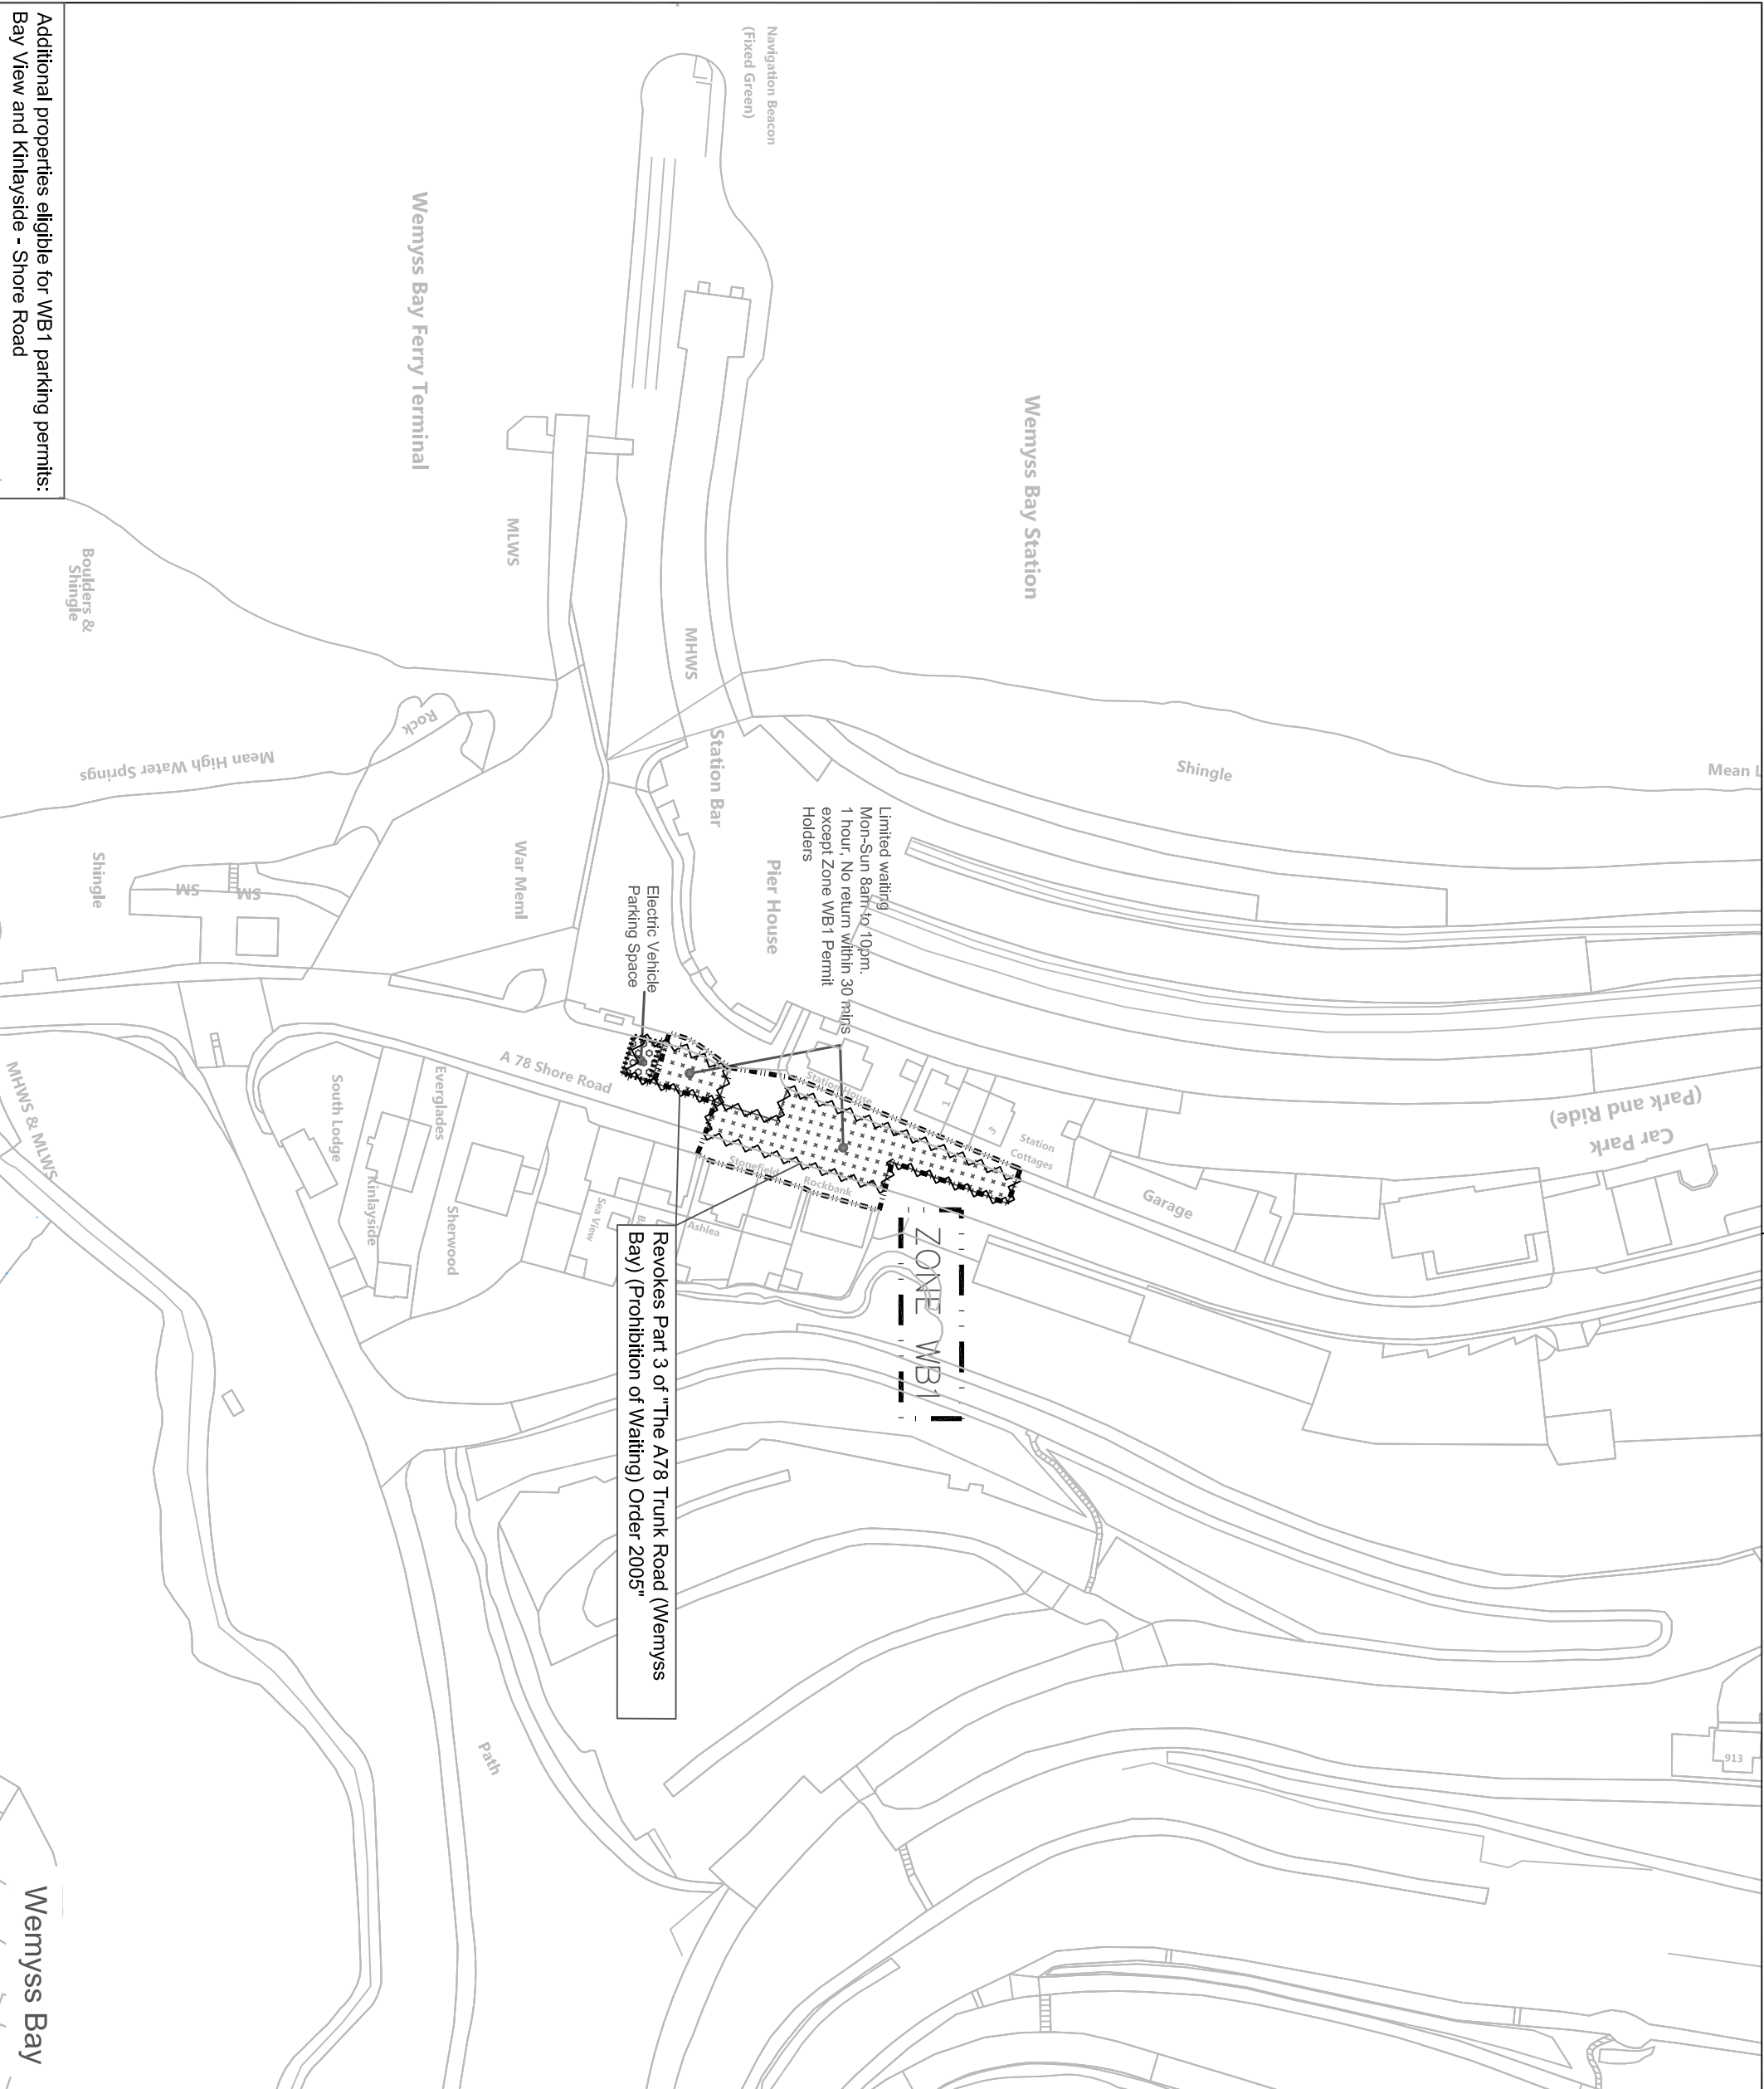 Additional properties eligible for WB1 parking permits:
Bay View and Kinlayside - Shore Road
Navigation Beacon
(Fixed Green)
Wemyss Bay Ferry Terminal
Wemyss Bay Station
MLWS
MHWS
Boulders &
Shingle
Rock
Mean High Water Springs
Shingle
Mean
Station Bar
Pier House
War Meml
Shingle
SM
SM
Limited waiting
Mon-Sun 8am to 10pm.
1 hour, No return within 30 mins
except Zone WB1 Permit
Holders
Electric Vehicle
Parking Space
A 78 Shore Road
MHWS & MLWS
South Lodge
Everglades
Kinlayside
Sherwood
Sea View
Ashlea
Stonefield
Rockbank
Station House
1
3
Station
Cottages
Garage
Car Park
(Park and Ride)
ZONE WB1
Revokes Part 3 of "The A78 Trunk Road (Wemyss
Bay) (Prohibition of Waiting) Order 2005"
Path
913
Wemyss Bay